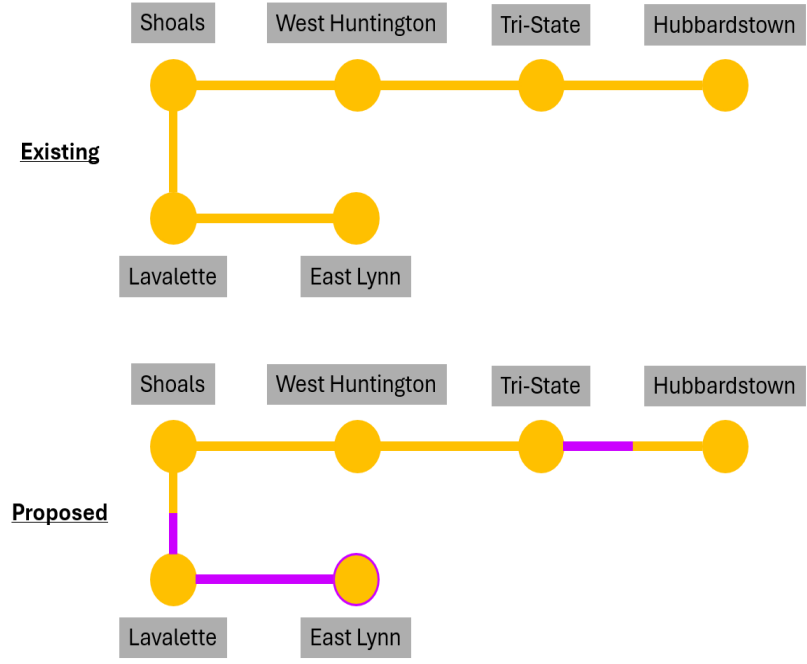 Shoals
West Huntington
Tri-State
Hubbardstown
Existing
Lavalette
East Lynn
Shoals
West Huntington
Tri-State
Hubbardstown
Proposed
Lavalette
East Lynn